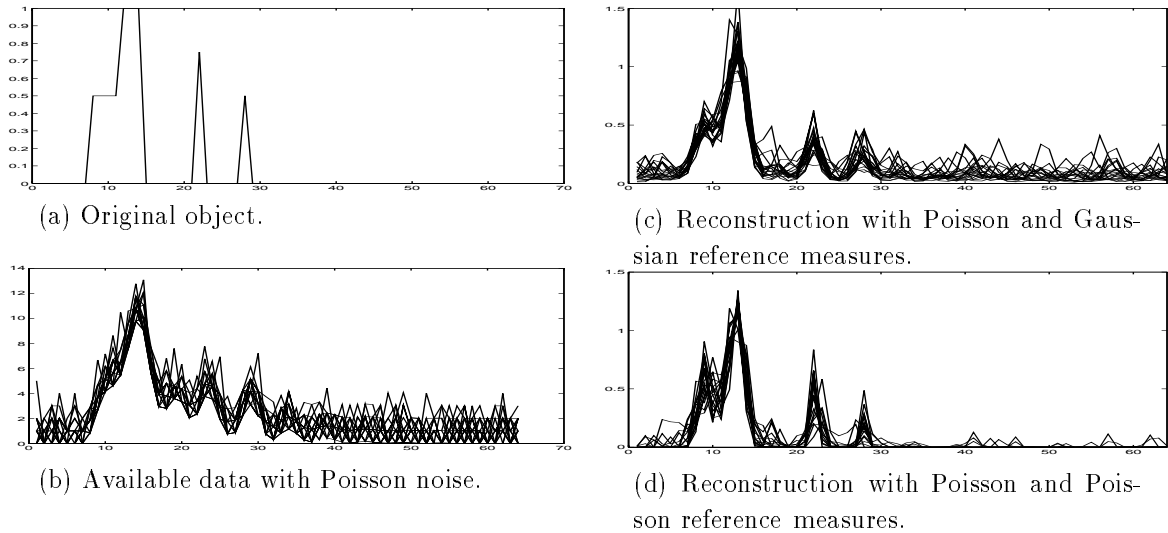 1
0.9
0.8
0.7
0.6
0.5
0.4
0.3
0.2
0.1
0
0 10 20 30 40 50 60 70
(a) Original object.
14
12
10
8
6
4
2
0
0 10 20 30 40 50 60 70
(b) Available data with Poisson noise.
1.5
1
0.5
0
10 20 30 40 50 60
(c) Reconstruction with Poisson and Gaus-
sian reference measures.
1.5
1
0.5
0
10 20 30 40 50 60
(d) Reconstruction with Poisson and Pois-
son reference measures.